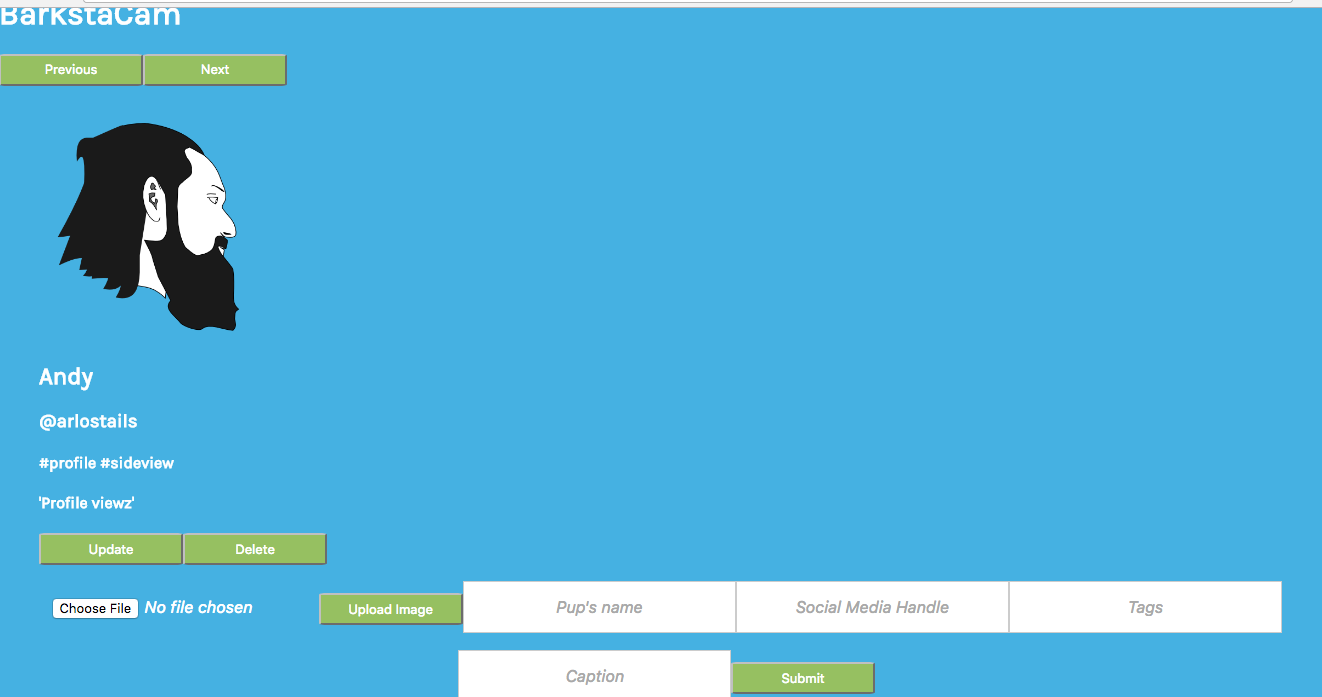 BarkstaCam
Previous Next
Andy
@arlostails
#profile #sideview
'Profile viewz'
Update Delete
Choose File No file chosen Upload Image Pup's name Social Media Handle Tags
Caption Submit